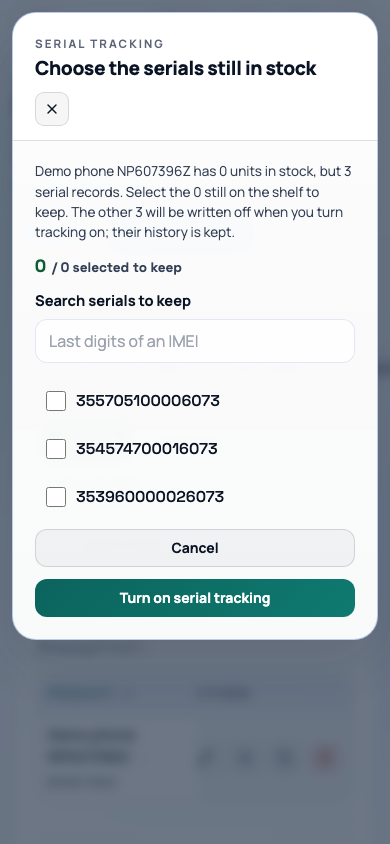 SERIAL TRACKING
Choose the serials still in stock
×
Demo phone NP607396Z has 0 units in stock, but 3
serial records. Select the 0 still on the shelf to
keep. The other 3 will be written off when you turn
tracking on; their history is kept.
0 / 0 selected to keep
Search serials to keep
Last digits of an IMEI
355705100006073
354574700016073
353960000026073
Cancel
Turn on serial tracking